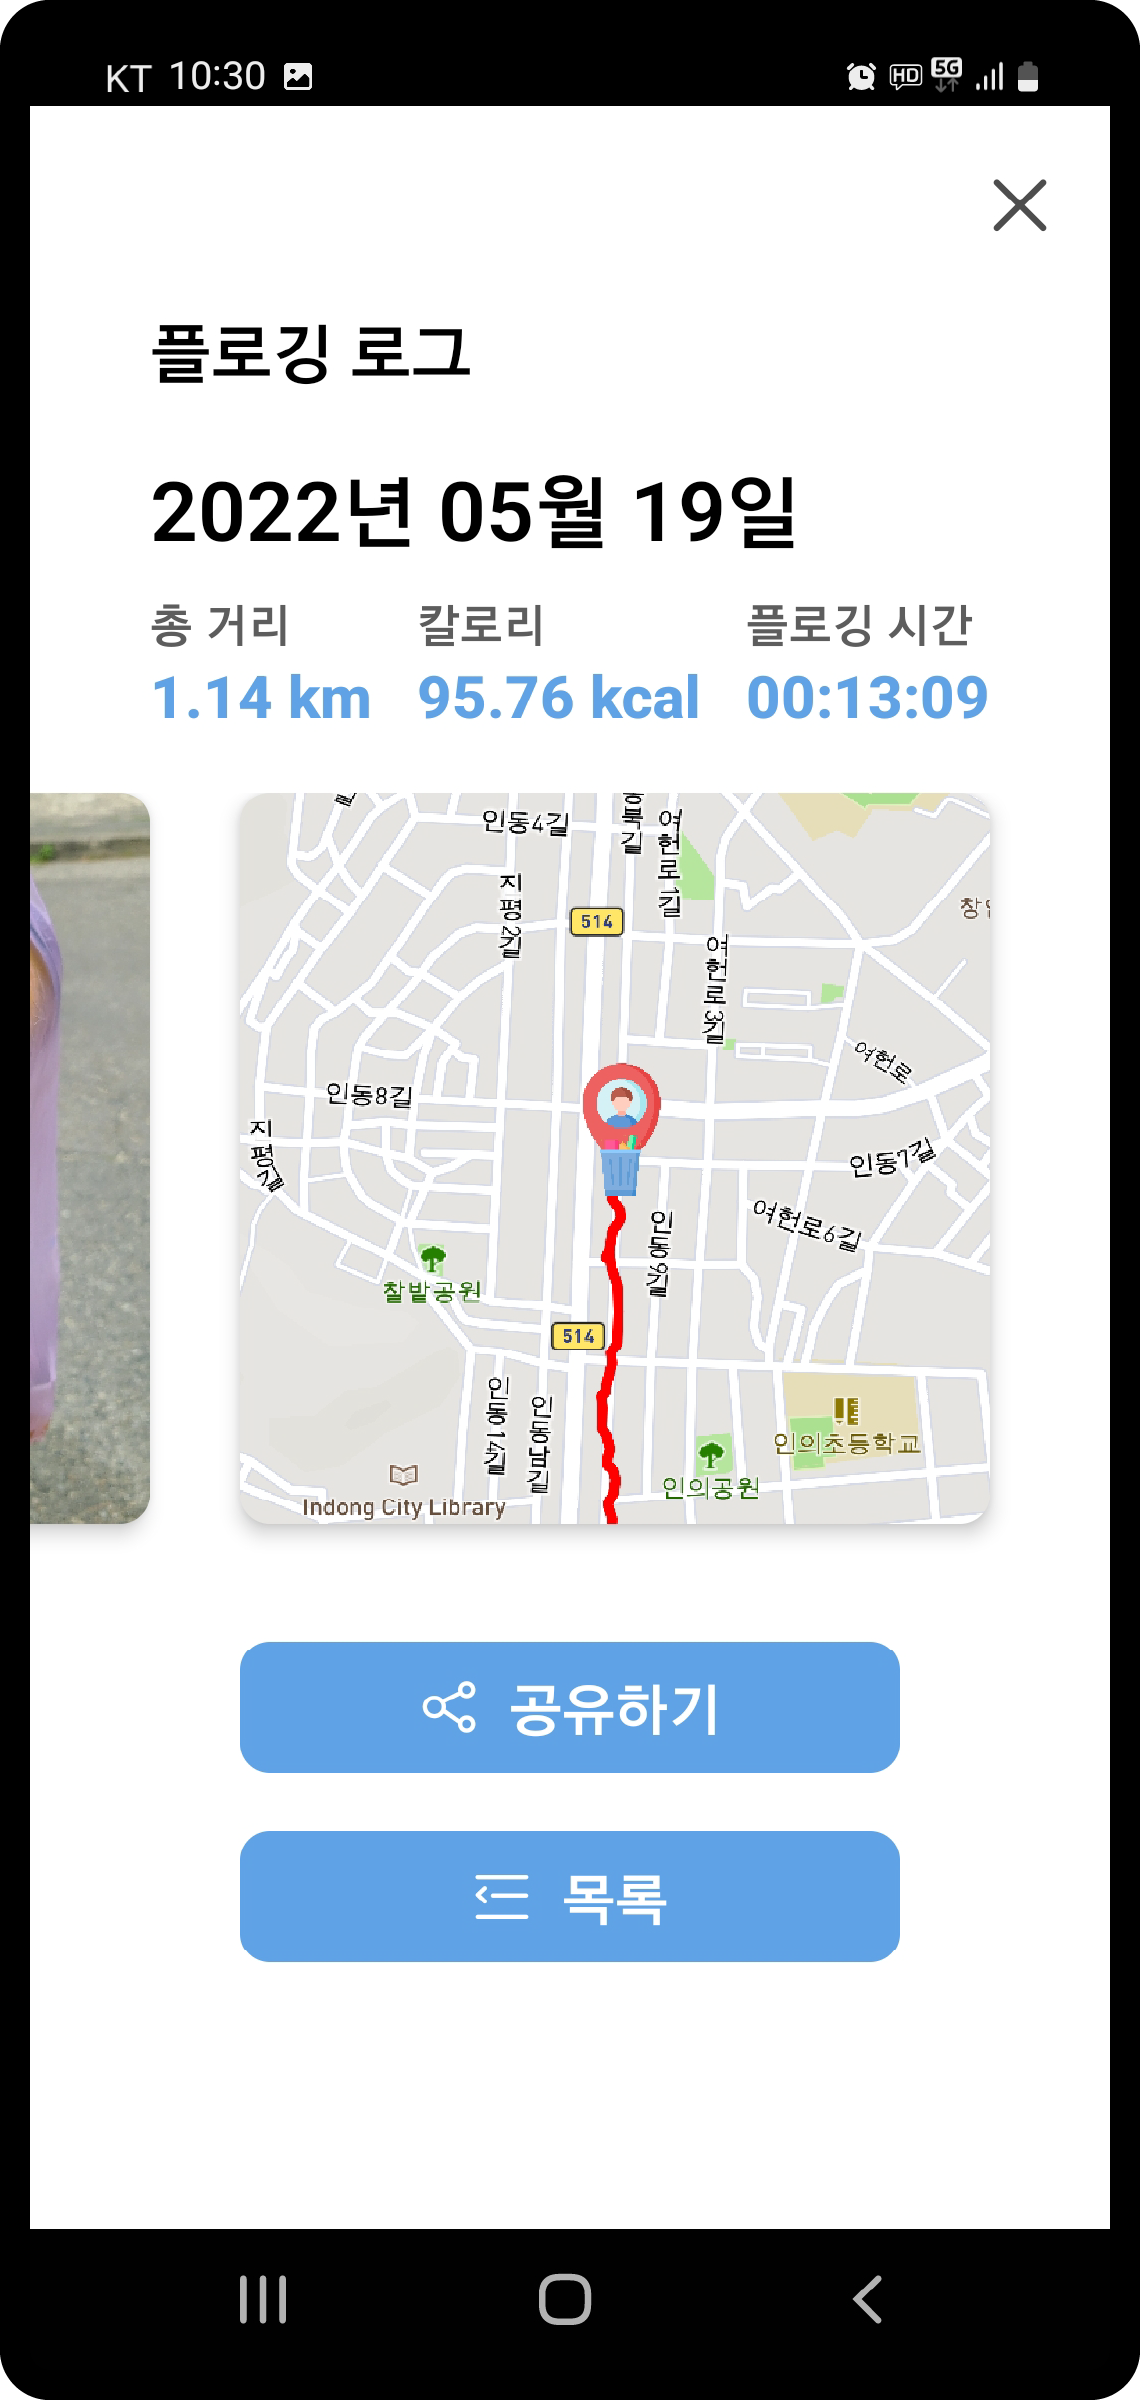 KT 10:30
HD 5G
플로깅 로그
2022년 05월 19일
총 거리 칼로리 플로깅 시간
1.14 km 95.76 kcal 00:13:09
인동4길
동북길
여헌로1길
지평2길
514
여헌로3길
여헌로
인동8길
지평
인동7길
여헌로6길
인동9길
찰밭공원
514
인동14길
인동남길
인의초등학교
인의공원
Indong City Library
공유하기
목록